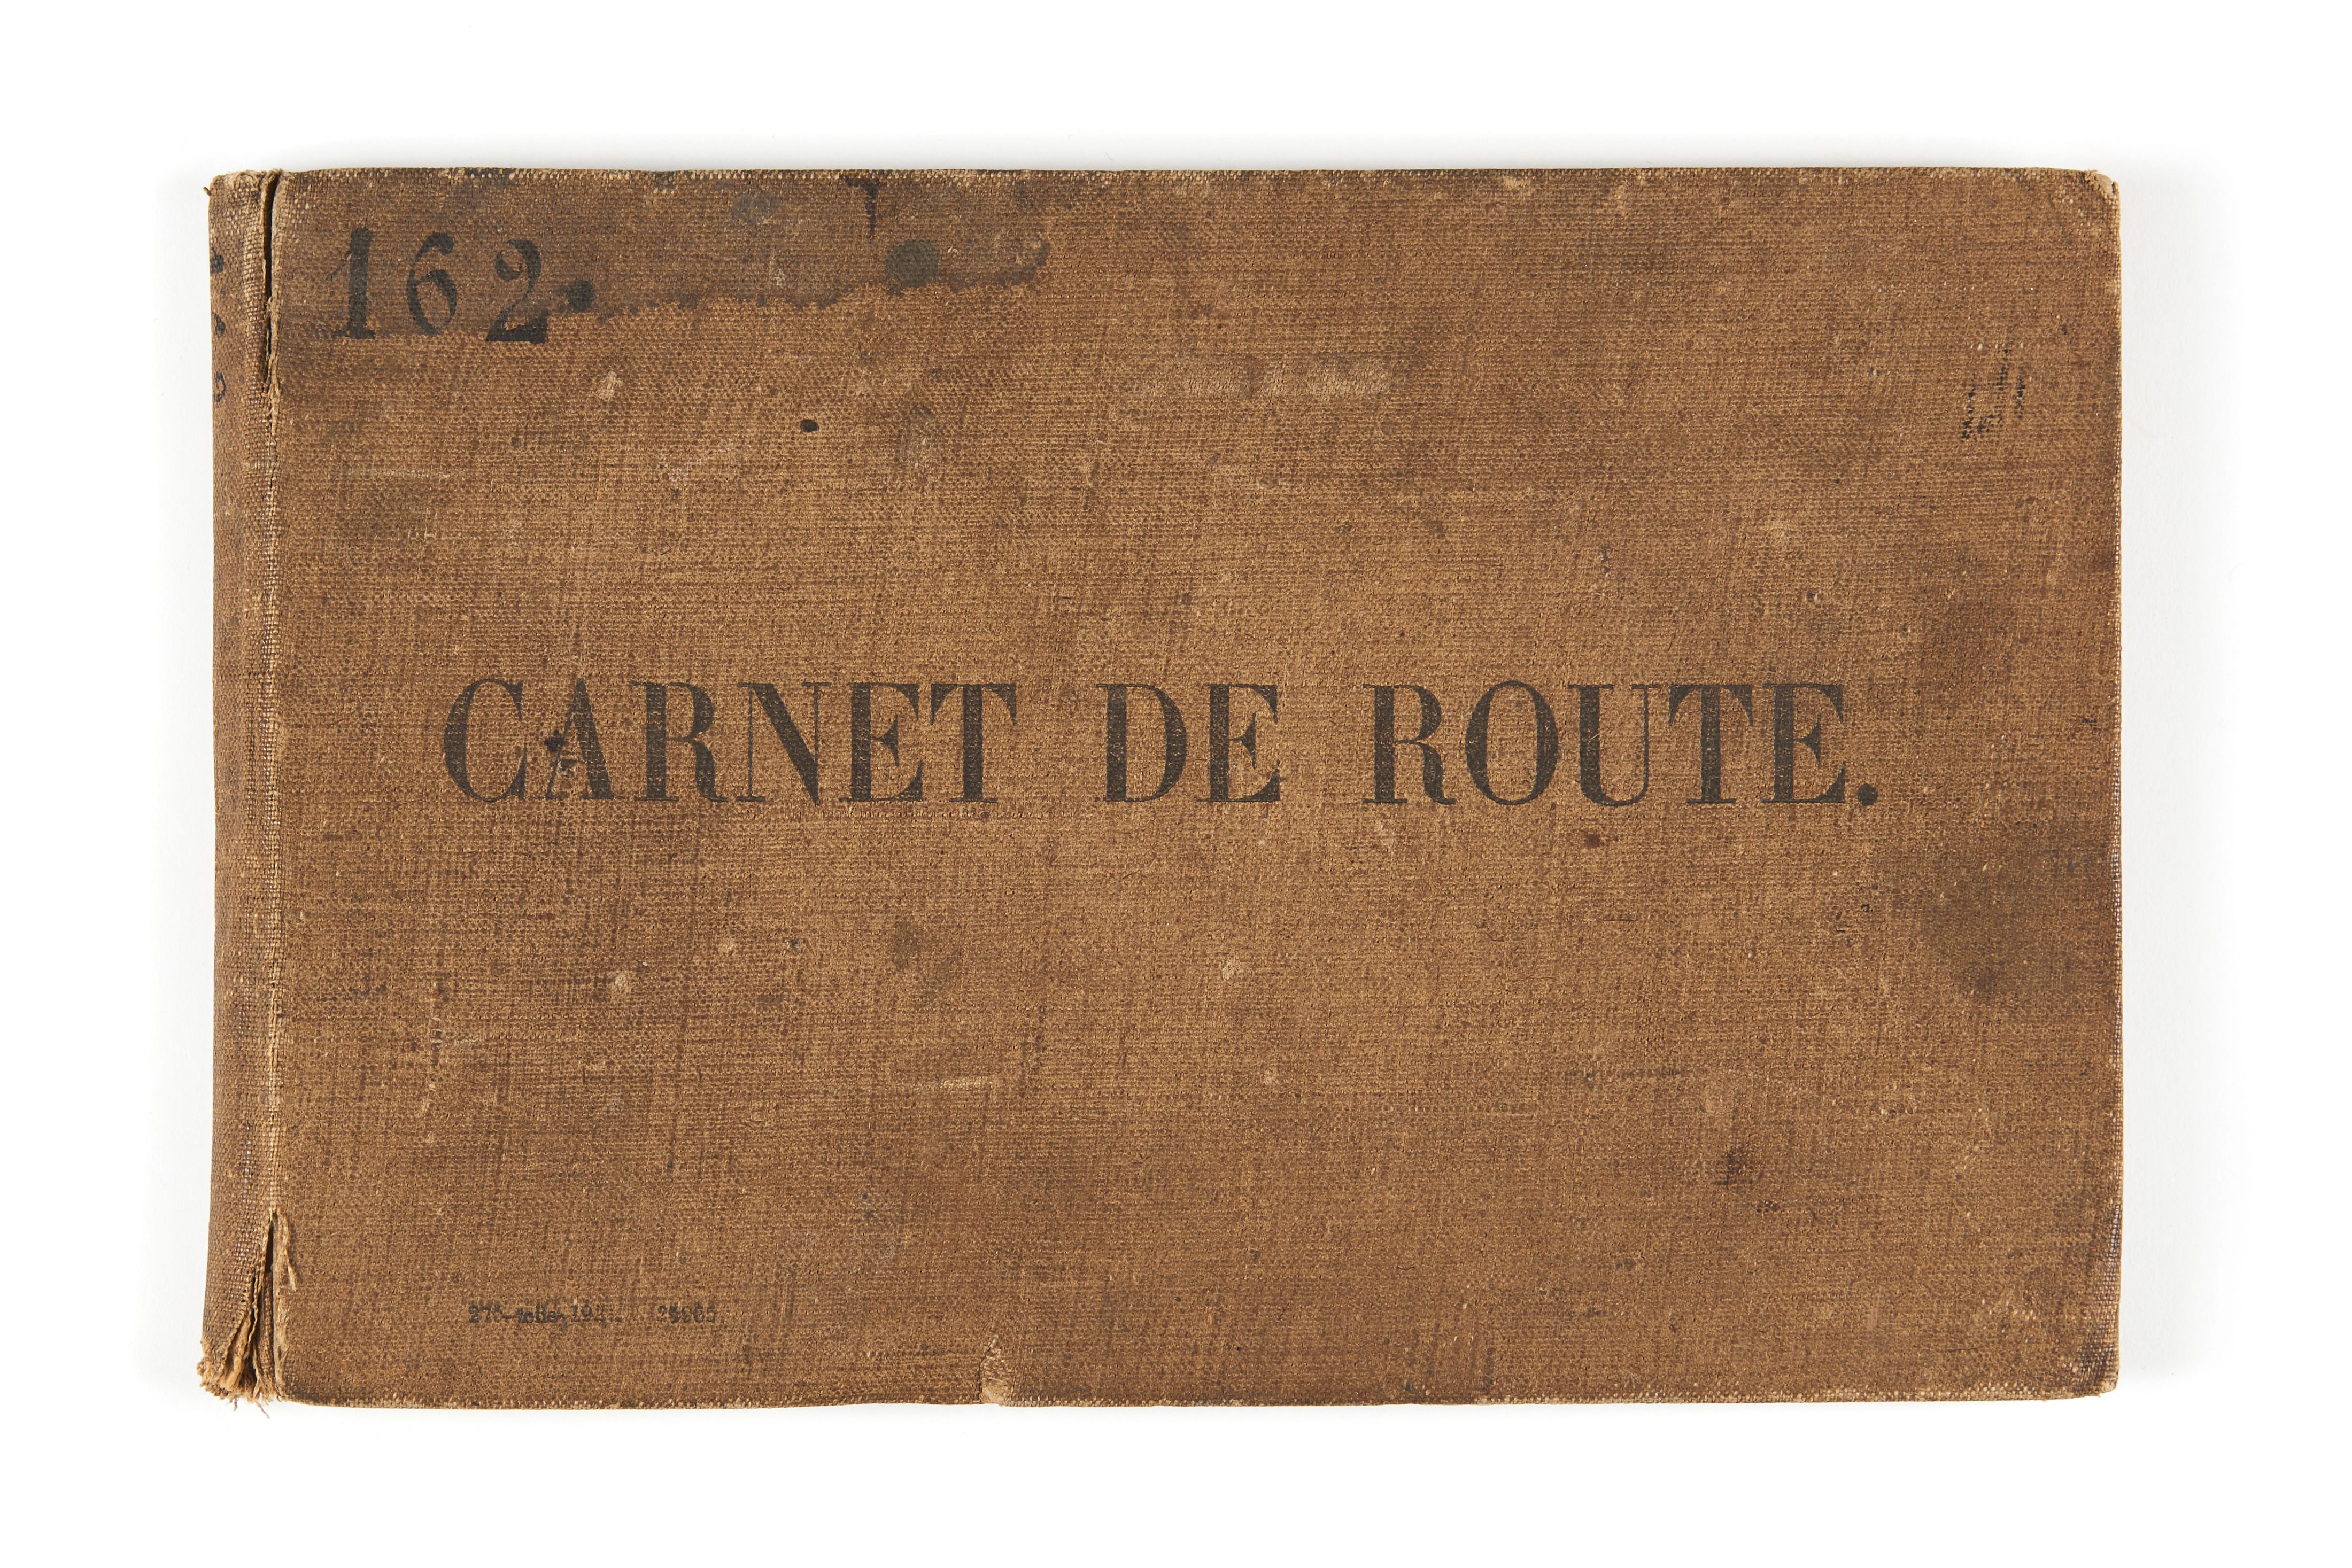 162.
CARNET DE ROUTE.